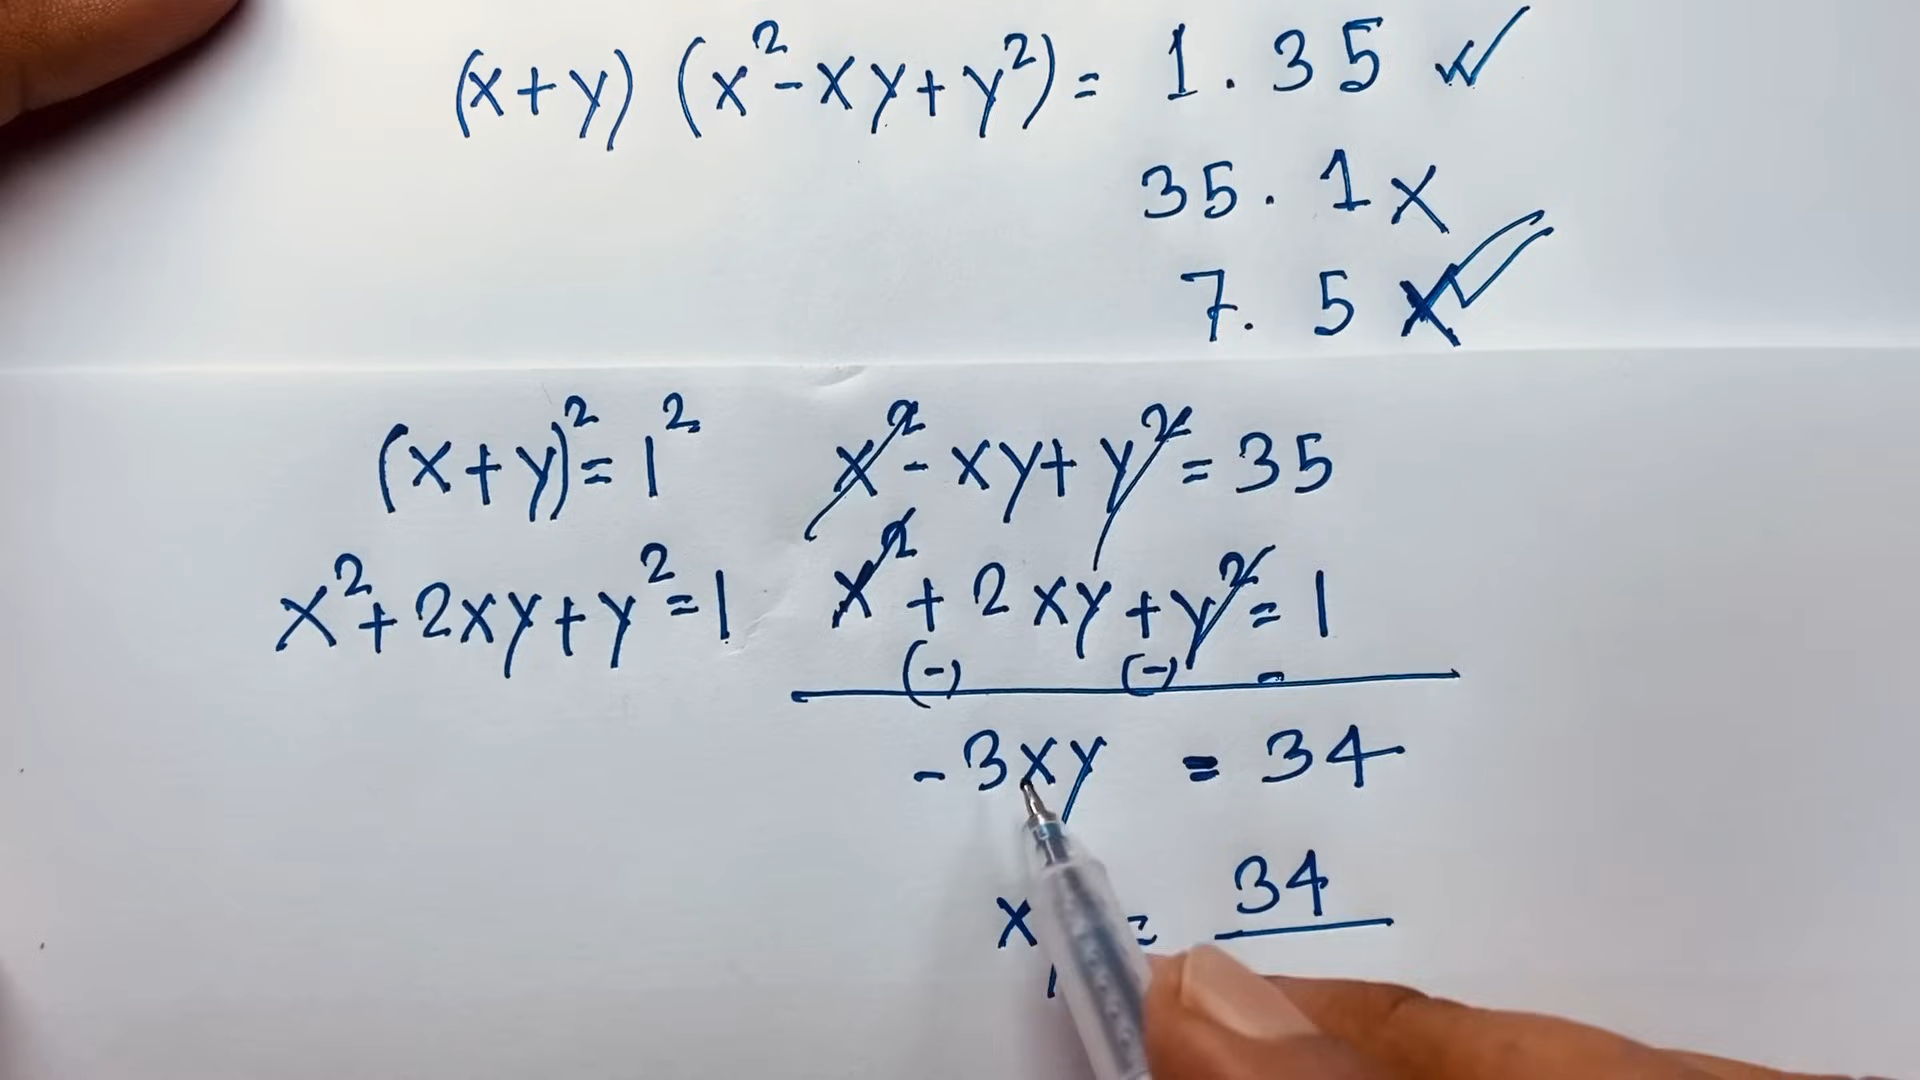 (x+y) (x²-xy+y²) = 1 . 35 ✓
35 . 1 x
7 . 5 x ✓
(x+y)² = 1² x² - xy + y² = 35
x² + 2xy + y² = 1 x² + 2xy + y² = 1
(-) (-) -
-3xy = 34
x = 34